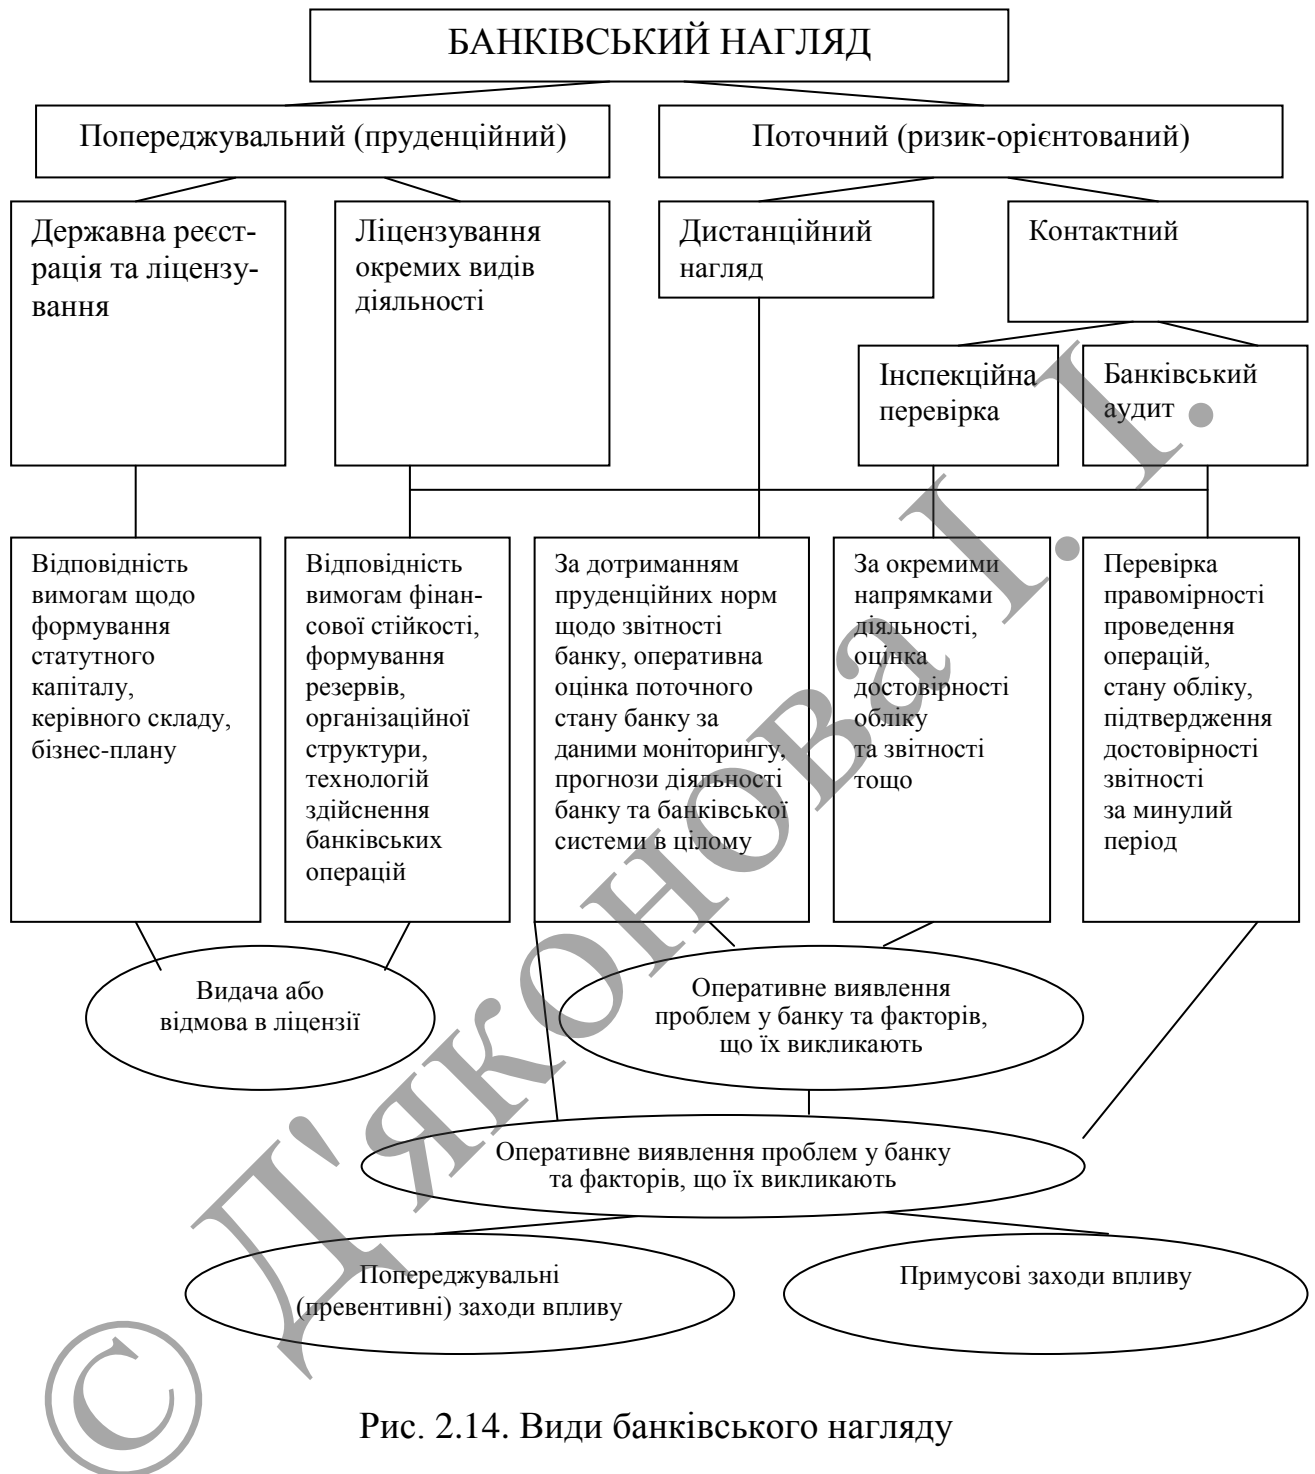 БАНКІВСЬКИЙ НАГЛЯД
Попереджувальний (пруденційний)
Поточний (ризик-орієнтований)
Державна реєст-
рація та ліцензу-
вання
Ліцензування
окремих видів
діяльності
Дистанційний
нагляд
Контактний
Інспекційна
перевірка
Банківський
аудит
Відповідність
вимогам щодо
формування
статутного
капіталу,
керівного складу,
бізнес-плану
Відповідність
вимогам фінан-
сової стійкості,
формування
резервів,
організаційної
структури,
технологій
здійснення
банківських
операцій
За дотриманням
пруденційних норм
щодо звітності
банку, оперативна
оцінка поточного
стану банку за
даними моніторингу,
прогнози діяльності
банку та банківської
системи в цілому
За окремими
напрямками
діяльності,
оцінка
достовірності
обліку
та звітності
тощо
Перевірка
правомірності
проведення
операцій,
стану обліку,
підтвердження
достовірності
звітності
за минулий
період
Видача або
відмова в ліцензії
Оперативне виявлення
проблем у банку та факторів,
що їх викликають
Оперативне виявлення проблем у банку
та факторів, що їх викликають
Попереджувальні
(превентивні) заходи впливу
Примусові заходи впливу
Рис. 2.14. Види банківського нагляду
© Д'яконова І. І.